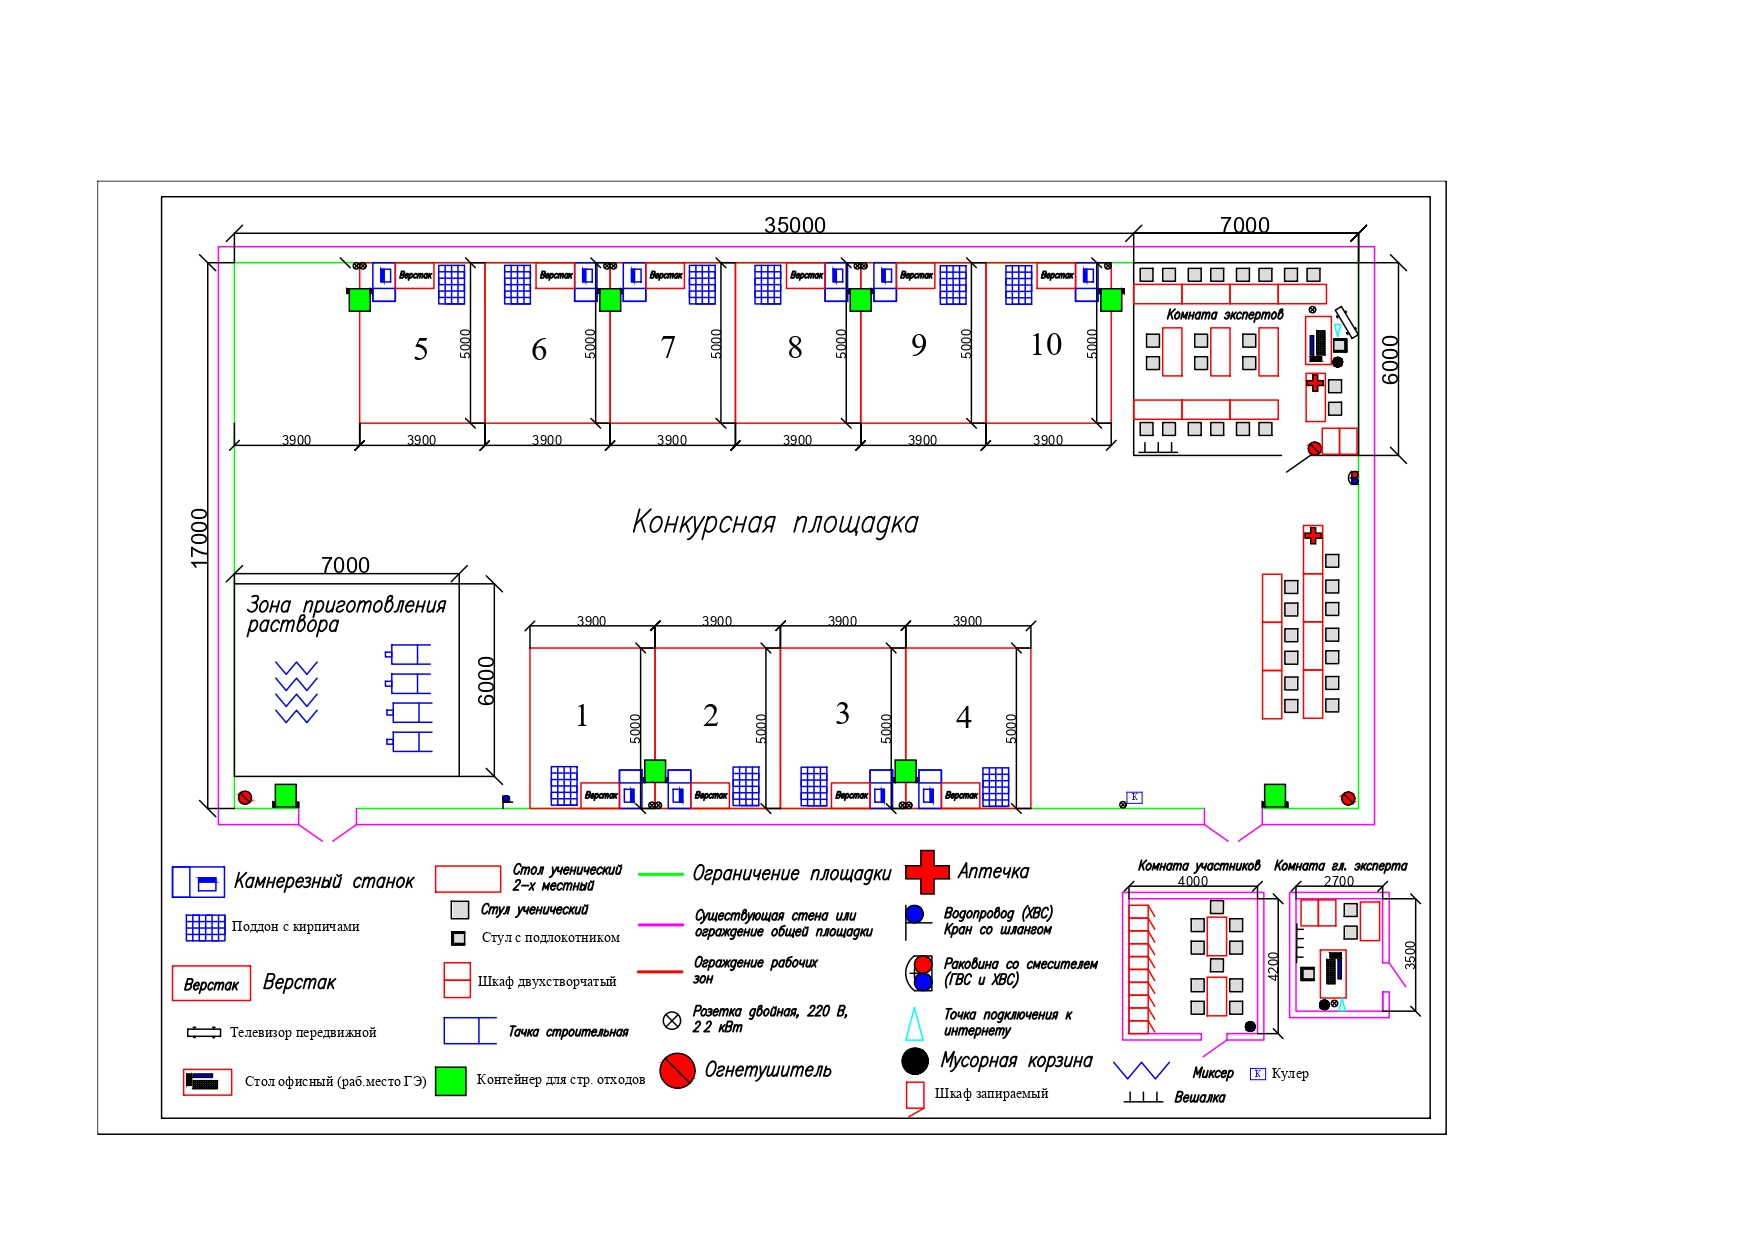 35000
7000
Верстак
Верстак
Верстак
Верстак
Верстак
Верстак
Комната экспертов
5
6
7
8
9
10
5000
5000
5000
5000
5000
5000
6000
3900
3900
3900
3900
3900
3900
3900
17000
Конкурсная площадка
7000
Зона приготовления
раствора
6000
3900
3900
3900
3900
1
2
3
4
5000
5000
5000
5000
Верстак
Верстак
Верстак
Верстак
К
Камнерезный станок
Поддон с кирпичами
Верстак
Верстак
Телевизор передвижной
Стол офисный (раб.место ГЭ)
Стол ученический
2-х местный
Стул ученический
Стул с подлокотником
Шкаф двухстворчатый
Тачка строительная
Контейнер для стр. отходов
Ограничение площадки
Существующая стена или
ограждение общей площадки
Ограждение рабочих
зон
Розетка двойная, 220 В,
2 2 кВт
Огнетушитель
Аптечка
Водопровод (ХВС)
Кран со шлангом
Раковина со смесителем
(ГВС и ХВС)
Точка подключения к
интернету
Мусорная корзина
Шкаф запираемый
Комната участников
4000
4200
Комната гл. эксперта
2700
3500
Миксер
К
Кулер
Вешалка